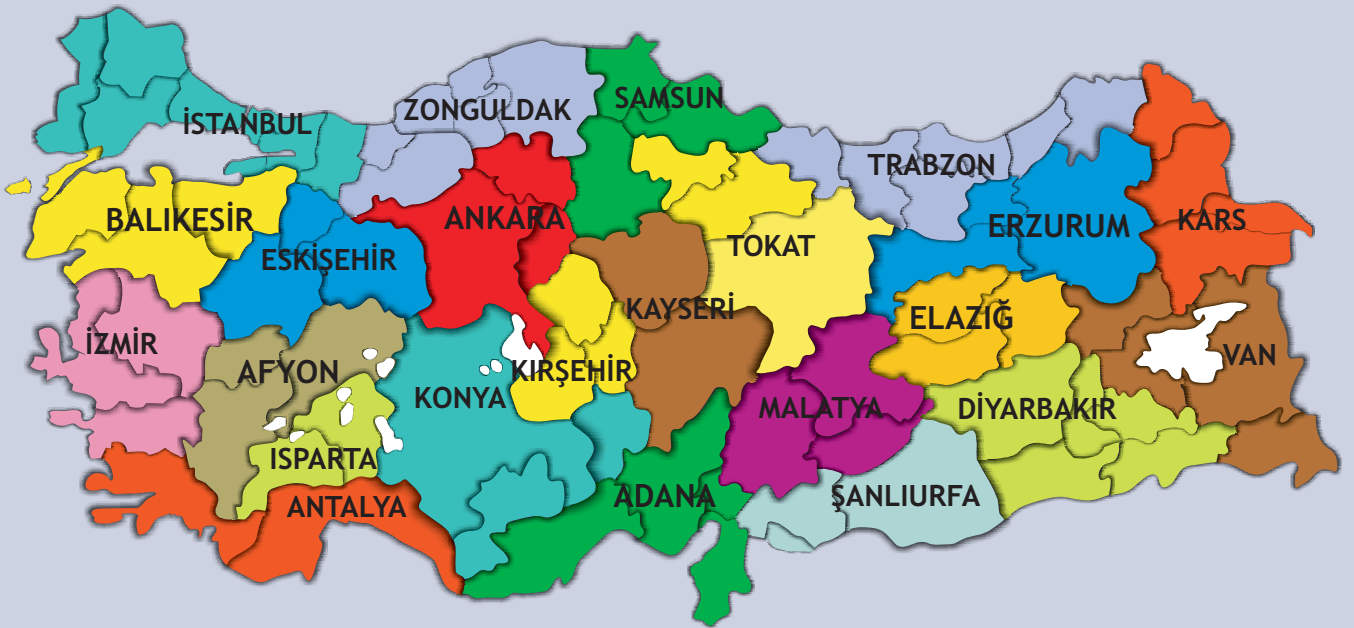 ZONGULDAK
SAMSUN
İSTANBUL
TRABZON
BALIKESİR
ANKARA
ERZURUM
KARS
ESKİŞEHİR
TOKAT
KAYSERİ
ELAZIĞ
İZMİR
AFYON
KIRŞEHİR
VAN
KONYA
MALATYA
DİYARBAKIR
ISPARTA
ANTALYA
ADANA
ŞANLIURFA